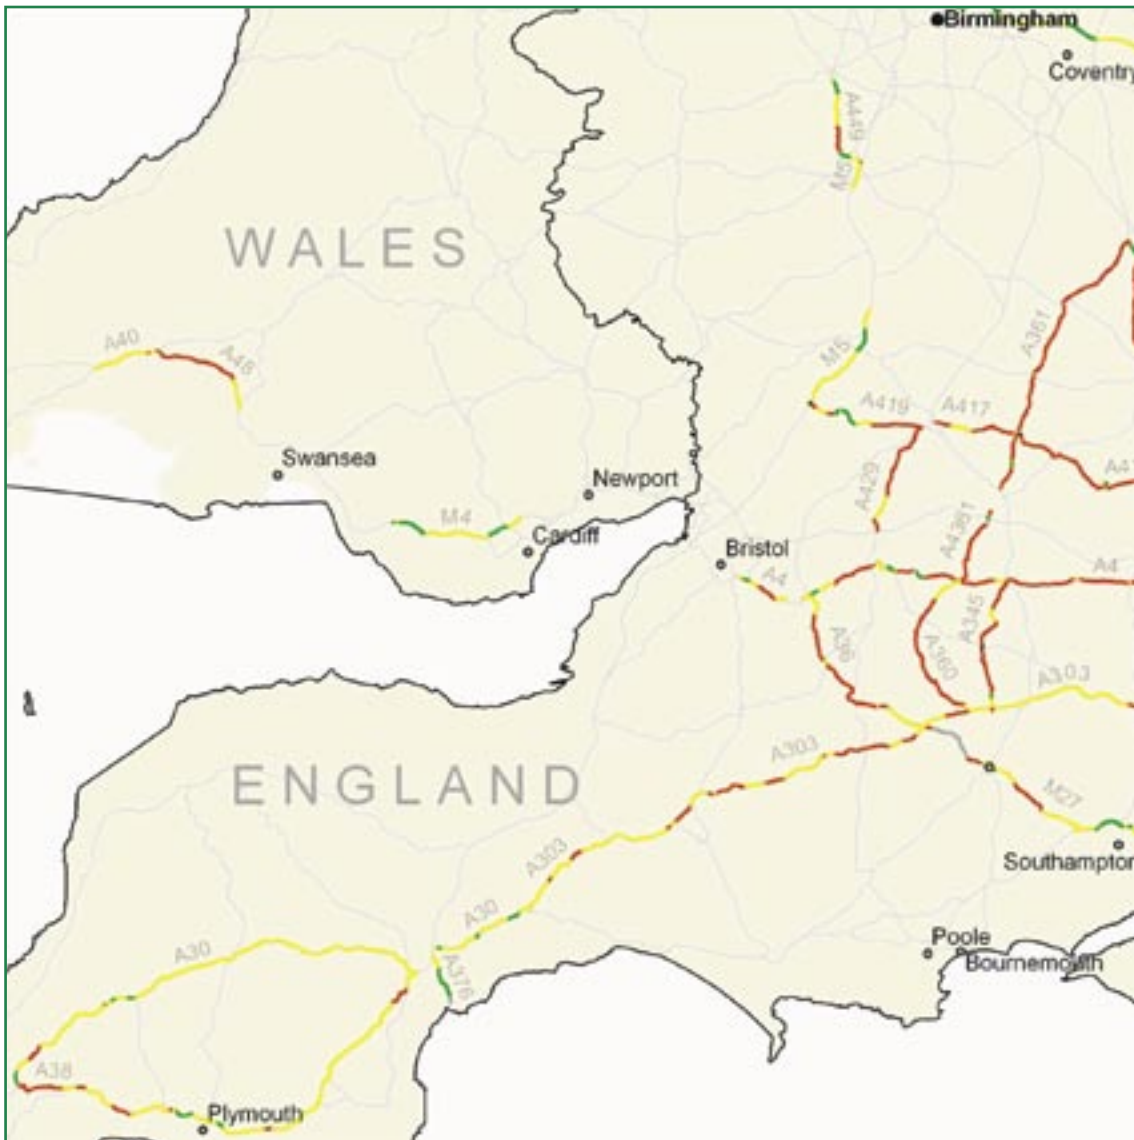 Birmingham
Coventry
A449
M5
WALES
A361
A40
A48
M5
A419
A417
A41
Swansea
Newport
A429
M4
Cardiff
A4361
Bristol
A4
A4
A345
A36
A360
A303
A303
ENGLAND
M27
Southampton
A303
A30
Poole
Bournemouth
A30
A376
A38
Plymouth